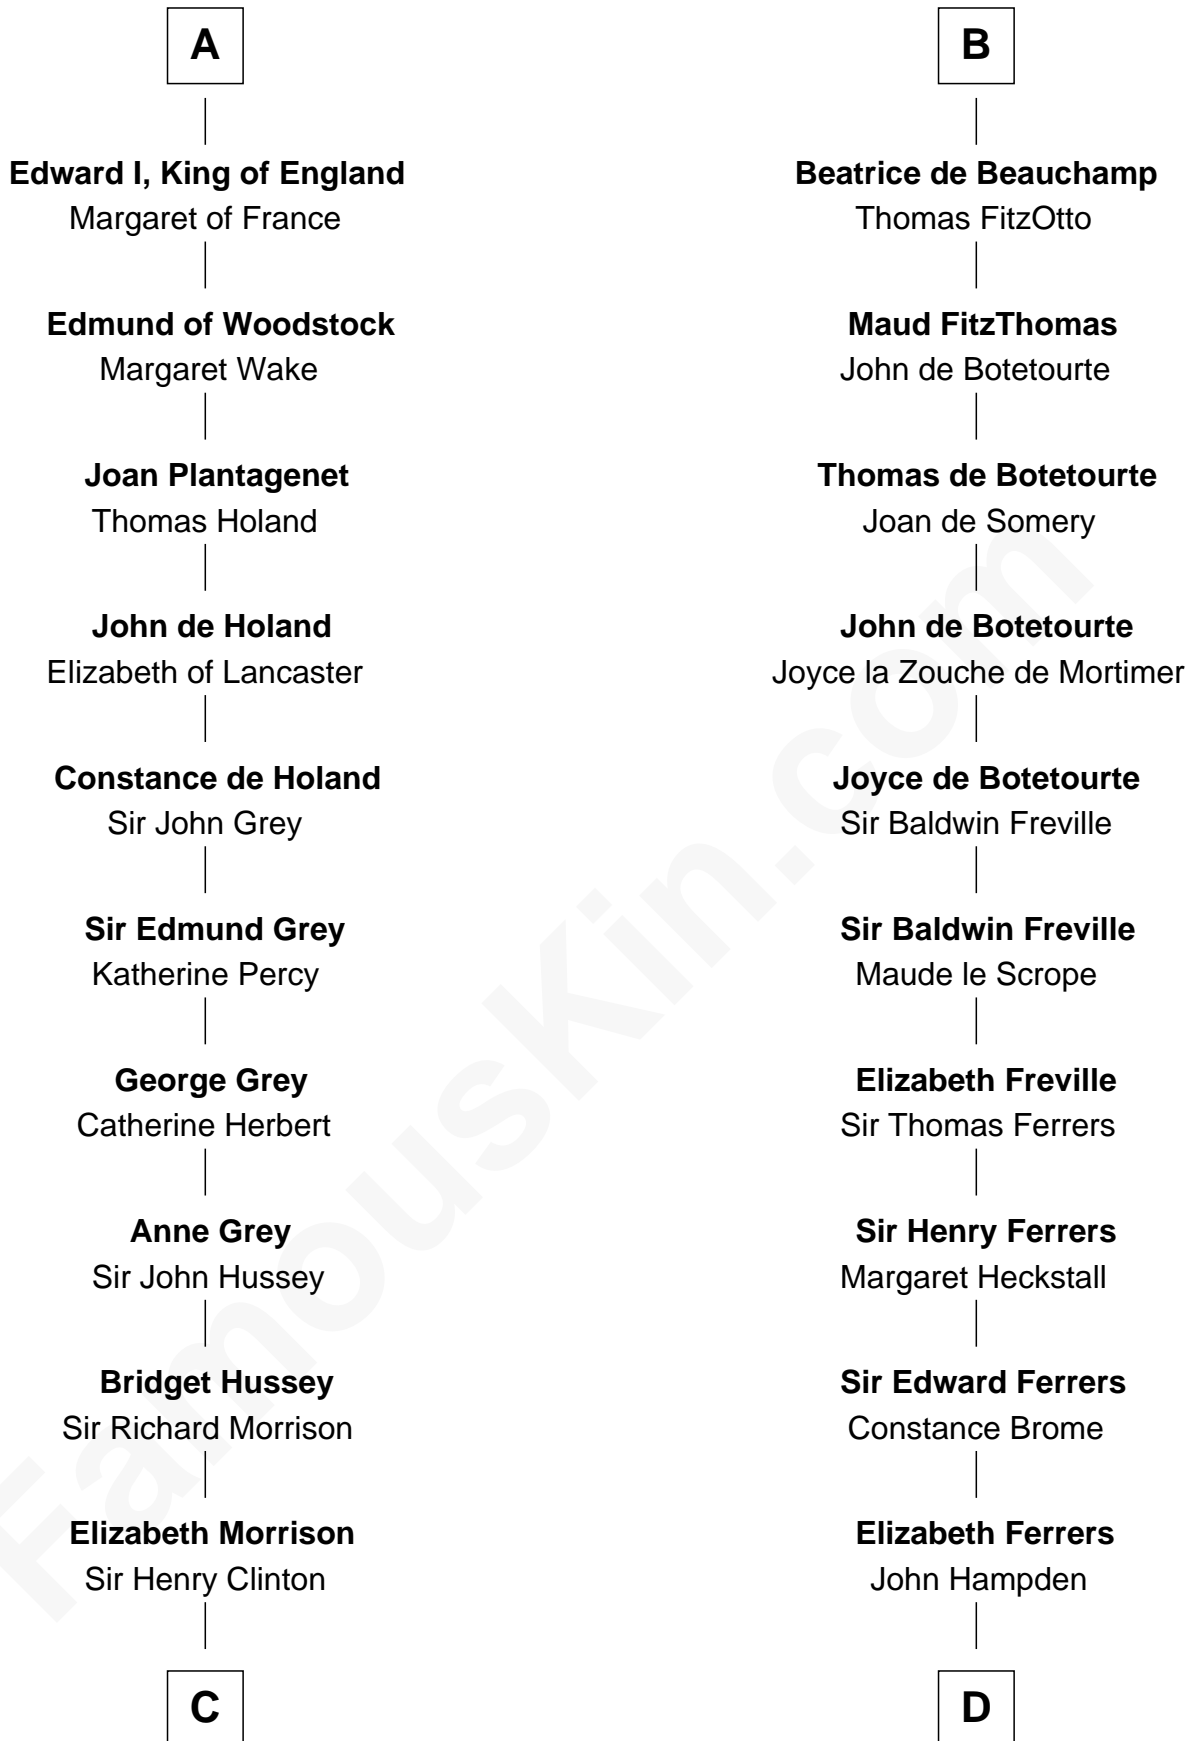 A
Edward I, King of England
Margaret of France
Edmund of Woodstock
Margaret Wake
Joan Plantagenet
Thomas Holand
John de Holand
Elizabeth of Lancaster
Constance de Holand
Sir John Grey
Sir Edmund Grey
Katherine Percy
George Grey
Catherine Herbert
Anne Grey
Sir John Hussey
Bridget Hussey
Sir Richard Morrison
Elizabeth Morrison
Sir Henry Clinton
C
B
Beatrice de Beauchamp
Thomas FitzOtto
Maud FitzThomas
John de Botetourte
Thomas de Botetourte
Joan de Somery
John de Botetourte
Joyce la Zouche de Mortimer
Joyce de Botetourte
Sir Baldwin Freville
Sir Baldwin Freville
Maude le Scrope
Elizabeth Freville
Sir Thomas Ferrers
Sir Henry Ferrers
Margaret Heckstall
Sir Edward Ferrers
Constance Brome
Elizabeth Ferrers
John Hampden
D
FamousKin.com